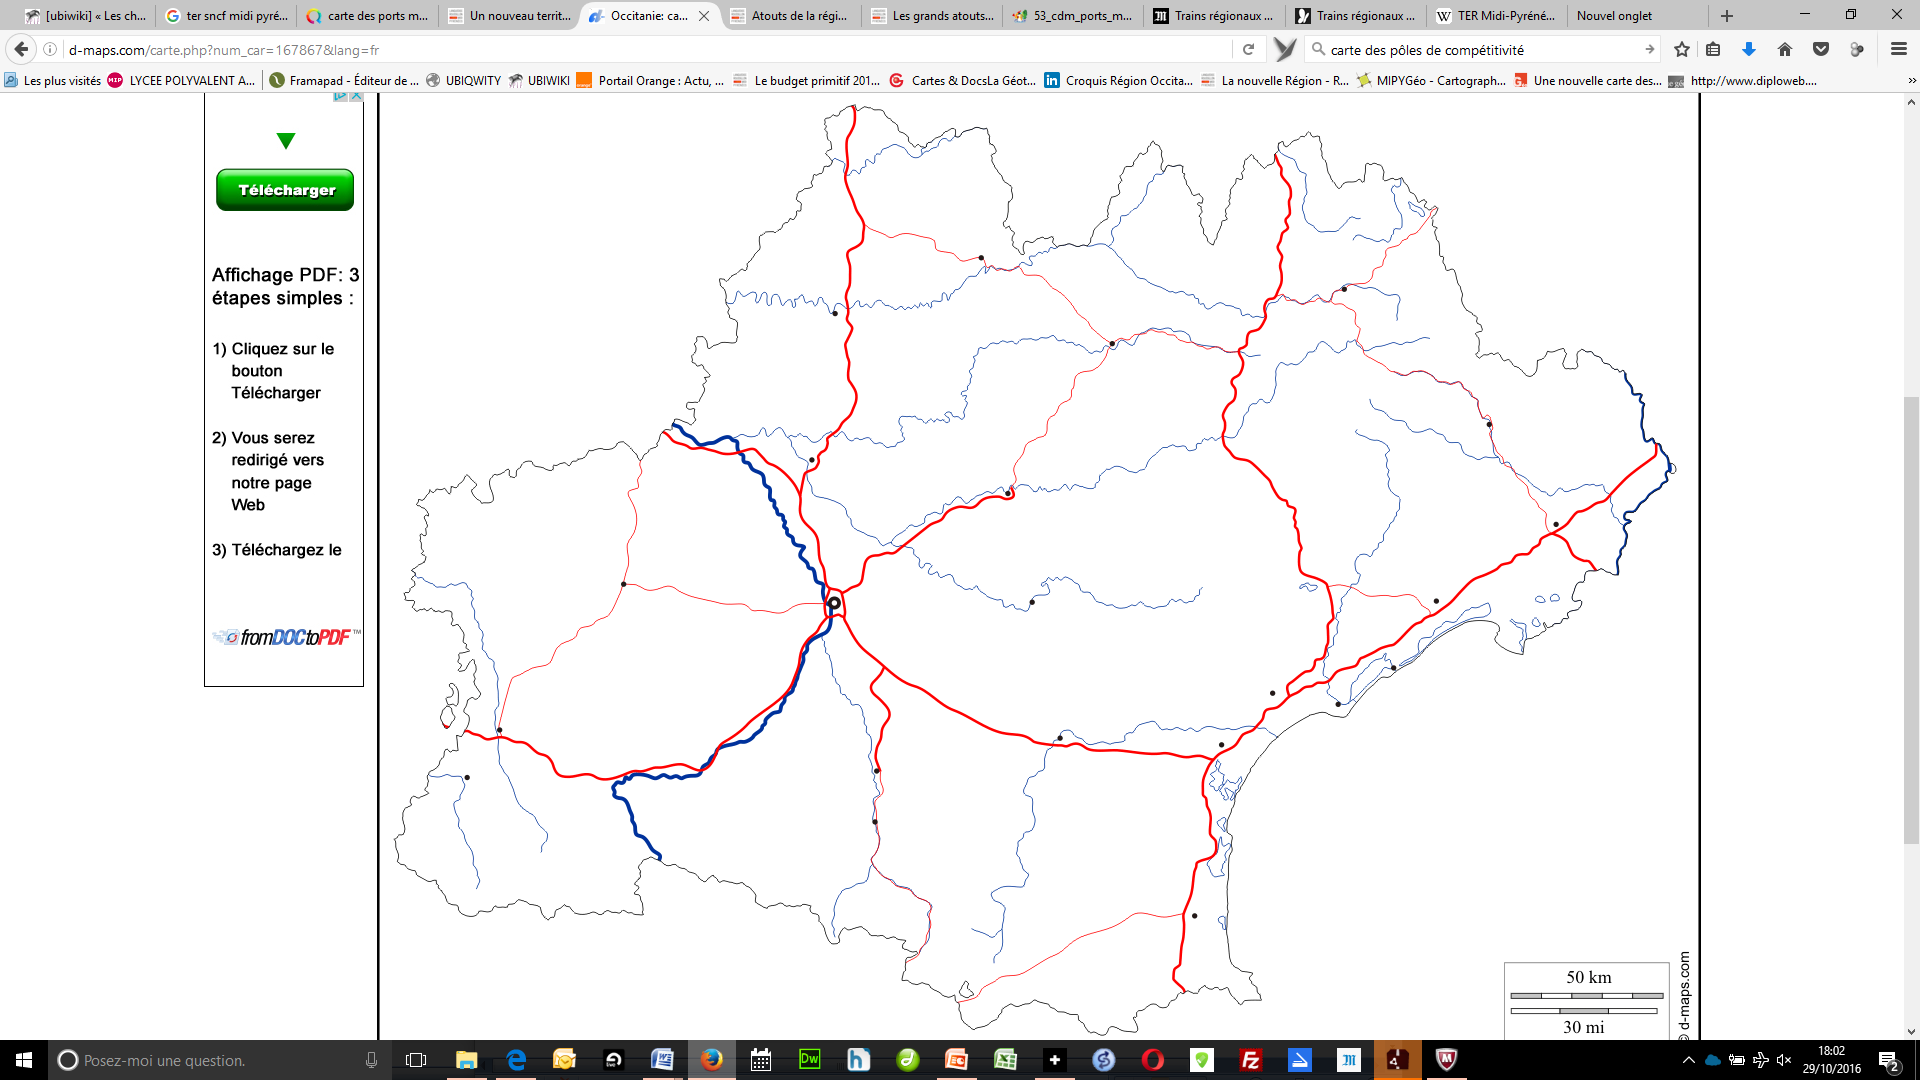 [ubiwiki] « Les ch...
ter sncf midi pyré...
carte des ports m...
Un nouveau territ...
Occitanie: ca...
Atouts de la régi...
Les grands atouts...
53_cdm_ports_m...
Trains régionaux ...
Trains régionaux ...
TER Midi-Pyréné...
Nouvel onglet
d-maps.com/carte.php?num_car=167867&lang=fr
carte des pôles de compétitivité
Les plus visités
LYCEE POLYVALENT A...
Framapad - Éditeur de ...
UBIQWITY
UBIWIKI
Portail Orange : Actu, ...
Le budget primitif 201...
Cartes & DocsLa Géot...
Croquis Région Occita...
La nouvelle Région - R...
MIPYGéo - Cartograph...
Une nouvelle carte des...
http://www.diploweb....
Télécharger
Affichage PDF: 3
étapes simples :
1) Cliquez sur le
bouton
Télécharger
2) Vous serez
redirigé vers
notre page
Web
3) Téléchargez le
fromDOCtoPDF™
50 km
30 mi
© d-maps.com
Posez-moi une question.
18:02
29/10/2016
2